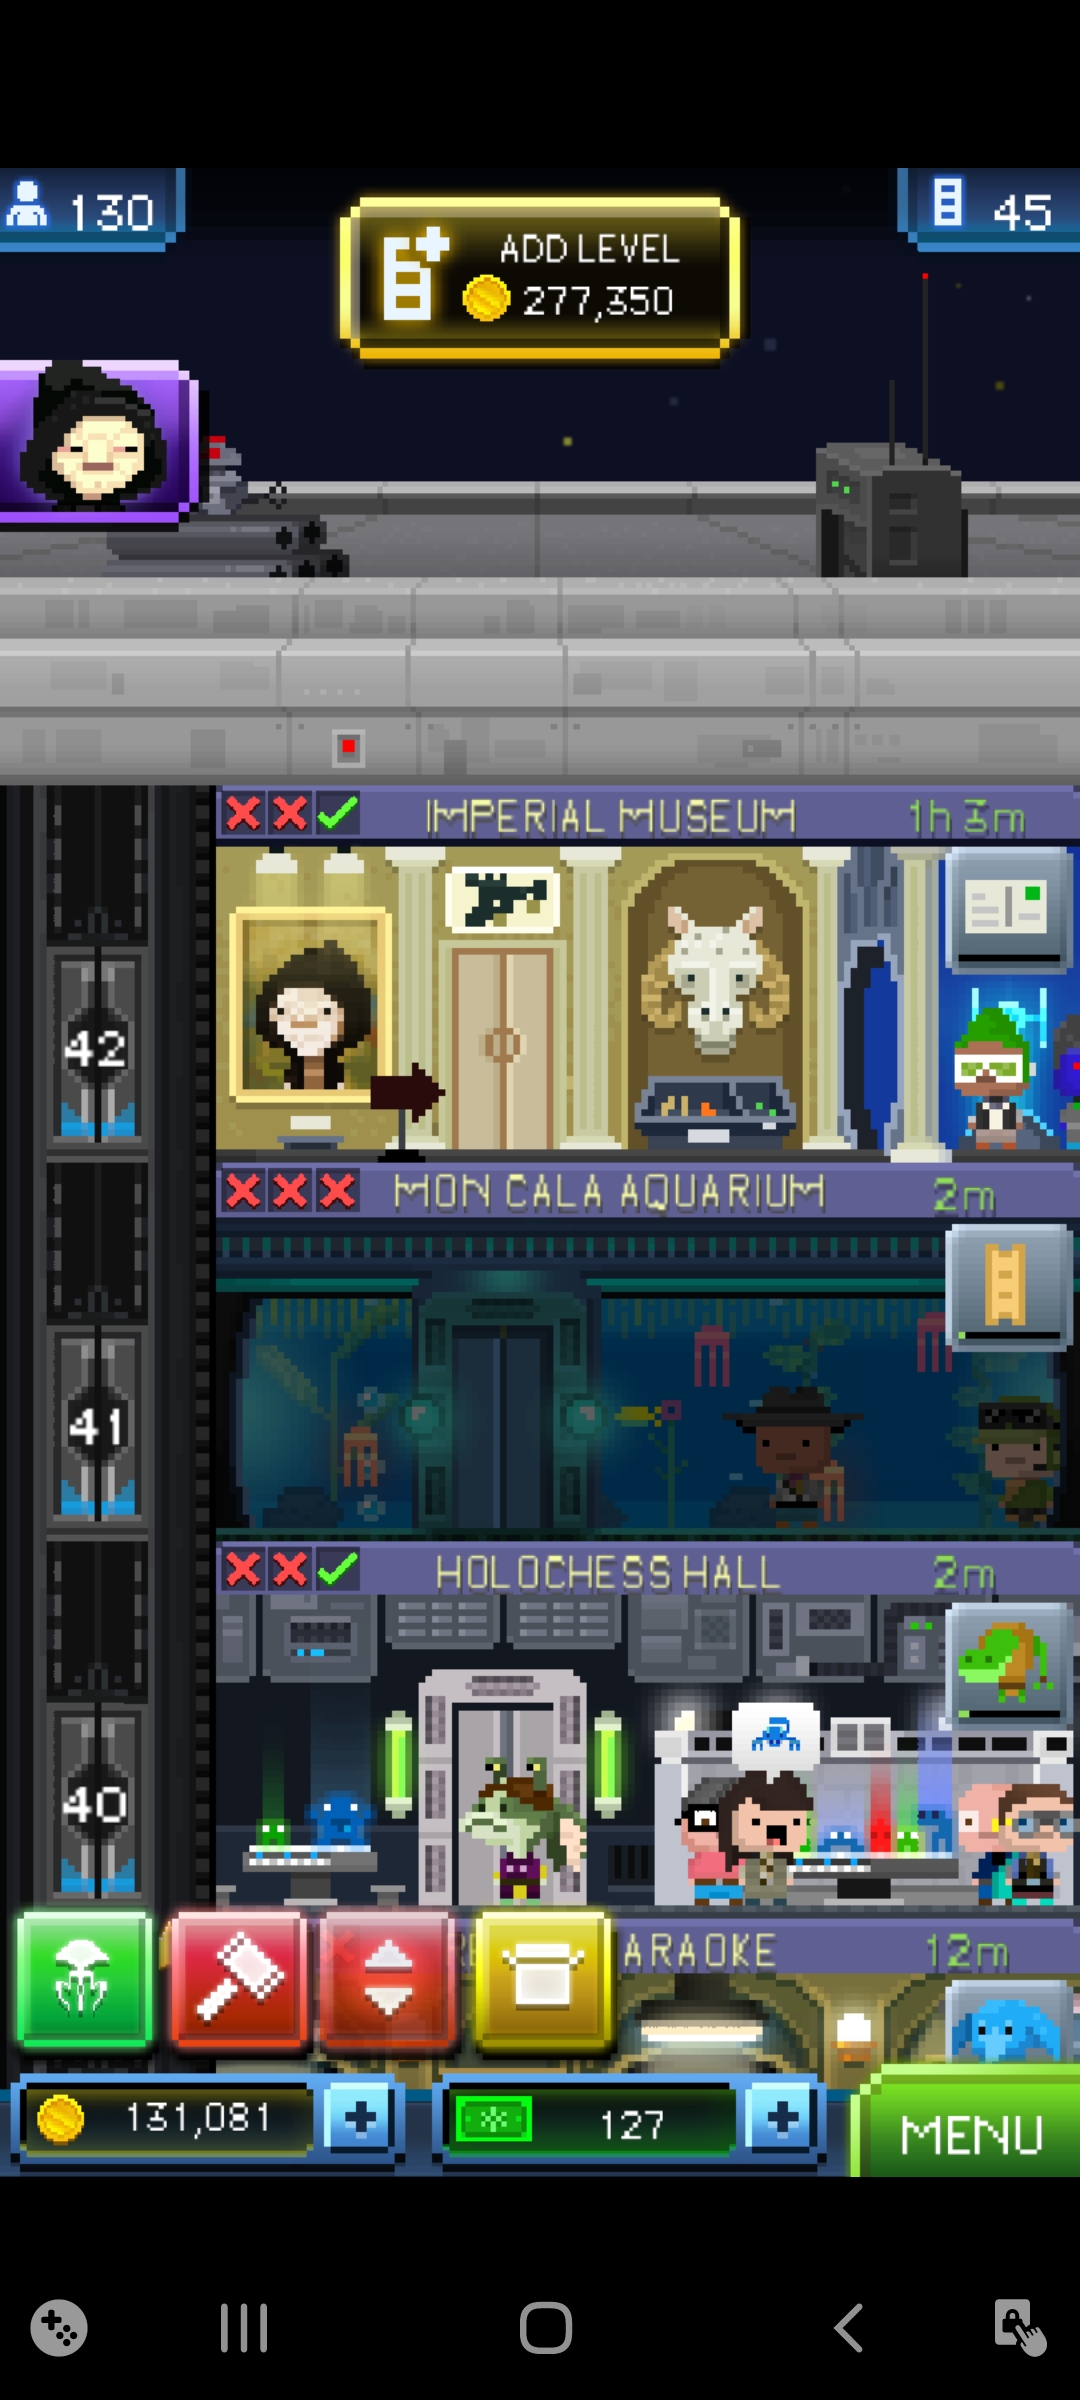 130
ADD LEVEL
277,350
45
IMPERIAL MUSEUM 1h 3m
42
MON CALA AQUARIUM 2m
41
HOLOCHESS HALL 2m
40
ARAOKE 12m
131,081
127
MENU